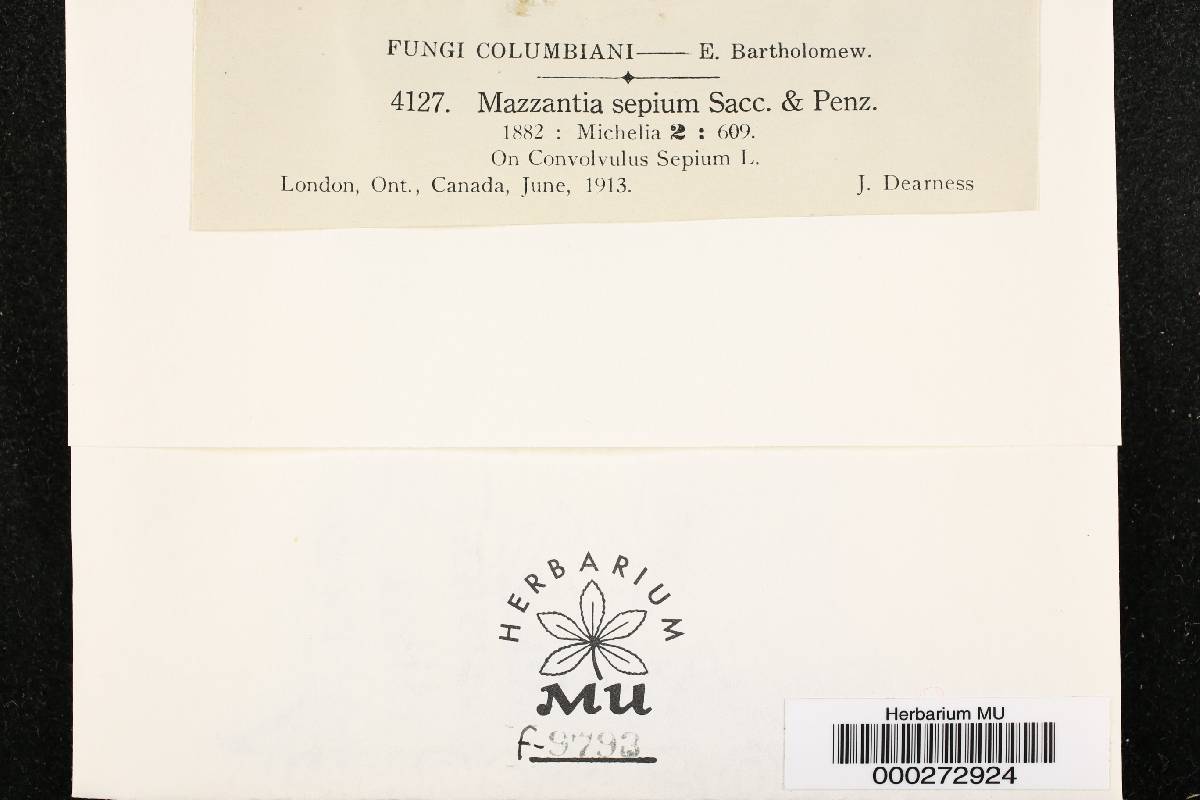 FUNGI COLUMBIANI—— E. Bartholomew.
4127. Mazzantia sepium Sacc. & Penz.
1882 : Michelia 2 : 609.
On Convolvulus Sepium L.
London, Ont., Canada, June, 1913. J. Dearness
HERBARIUM
MU
f-9793
Herbarium MU
000272924